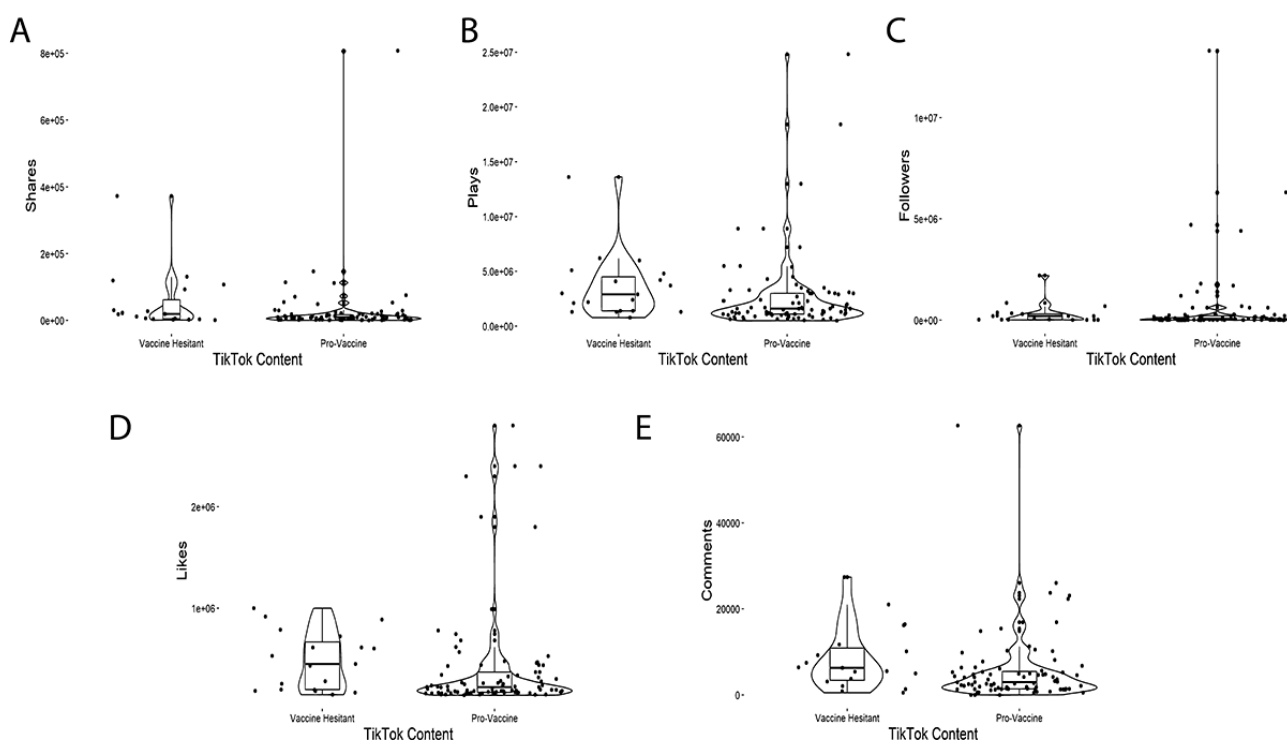 A
Shares
8e+05
6e+05
4e+05
2e+05
0e+00
Vaccine Hesitant Pro-Vaccine
TikTok Content
B
Plays
2.5e+07
2.0e+07
1.5e+07
1.0e+07
5.0e+06
0.0e+00
Vaccine Hesitant Pro-Vaccine
TikTok Content
C
Followers
1e+07
5e+06
0e+00
Vaccine Hesitant Pro-Vaccine
TikTok Content
D
Likes
2e+06
1e+06
Vaccine Hesitant Pro-Vaccine
TikTok Content
E
Comments
60000
40000
20000
0
Vaccine Hesitant Pro-Vaccine
TikTok Content